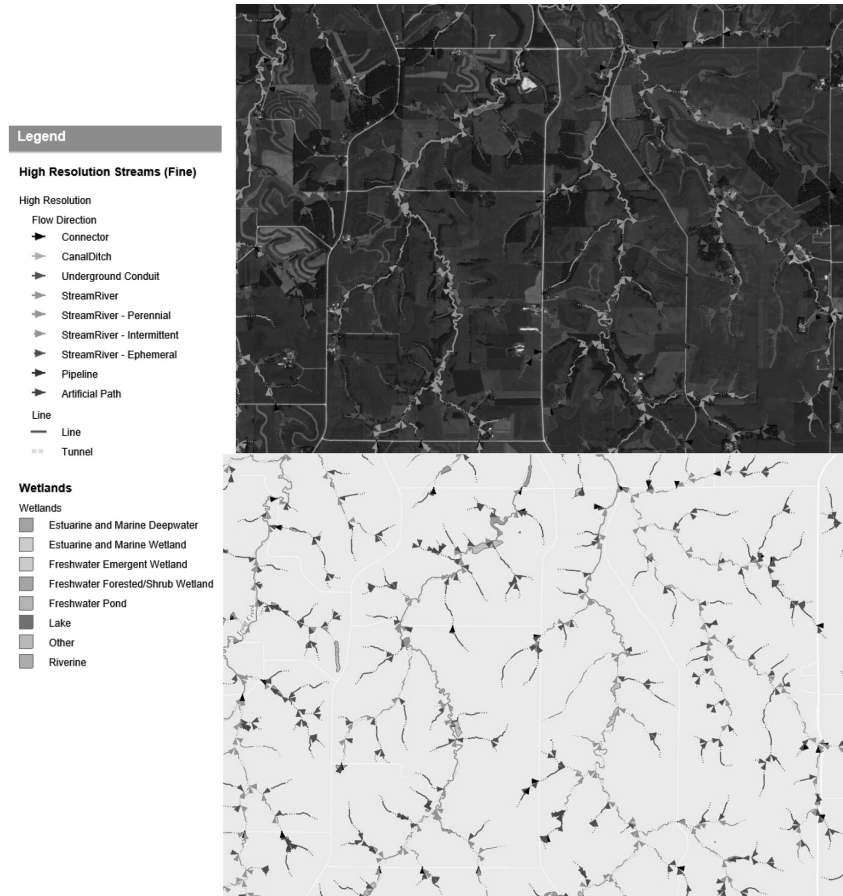 Legend
High Resolution Streams (Fine)
High Resolution
Flow Direction
Connector
CanalDitch
Underground Conduit
StreamRiver
StreamRiver - Perennial
StreamRiver - Intermittent
StreamRiver - Ephemeral
Pipeline
Artificial Path
Line
Line
Tunnel
Wetlands
Wetlands
Estuarine and Marine Deepwater
Estuarine and Marine Wetland
Freshwater Emergent Wetland
Freshwater Forested/Shrub Wetland
Freshwater Pond
Lake
Other
Riverine